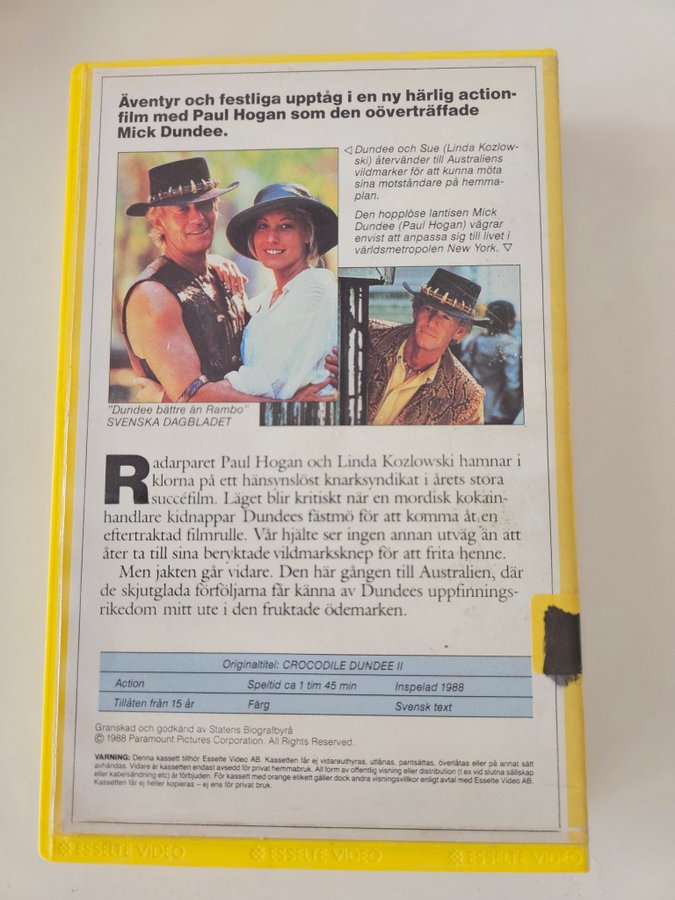 Äventyr och festliga upptåg i en ny härlig action-
film med Paul Hogan som den oöverträffade
Mick Dundee.
◁ Dundee och Sue (Linda Kozlow-
ski) återvänder till Australiens
vildmarker för att kunna möta
sina motståndare på hemma-
plan.
Den hopplöse lantisen Mick
Dundee (Paul Hogan) vägrar
envist att anpassa sig till livet i
världsmetropolen New York. ▽
"Dundee bättre än Rambo"
SVENSKA DAGBLADET
Radarparet Paul Hogan och Linda Kozlowski hamnar i
klorna på ett hänsynslöst knarksyndikat i årets stora
succéfilm. Läget blir kritiskt när en mordisk kokain-
handlare kidnappar Dundees fästmö för att komma åt en
eftertraktad filmrulle. Vår hjälte ser ingen annan utväg än att
åter ta till sina beryktade vildmarksknep för att frita henne.
Men jakten går vidare. Den här gången till Australien, där
de skjutglada förföljarna får känna av Dundees uppfinnings-
rikedom mitt ute i den fruktade ödemarken.
Originaltitel: CROCODILE DUNDEE II
Action Speltid ca 1 tim 45 min Inspelad 1988
Tillåten från 15 år Färg Svensk text
Granskad och godkänd av Statens Biografbyrå
© 1988 Paramount Pictures Corporation. All Rights Reserved.
VARNING: Denna kassett tillhör Esselte Video AB. Kassetten får ej vidareuthyras, utlånas, pantsättas, överlåtas eller på annat sätt
avhändas. Vidare är kassetten endast avsedd för privat hemmabruk. All form av offentlig visning eller distribution (t ex vid slutna sällskap
eller kabelsändning etc) är förbjuden. För kassett med orange etikett gäller dock andra visningsvillkor enligt avtal med Esselte Video AB.
Kassetten får ej heller kopieras – ej ens för privat bruk.
ESSELTE VIDEO ESSELTE VIDEO ESSELTE VIDEO